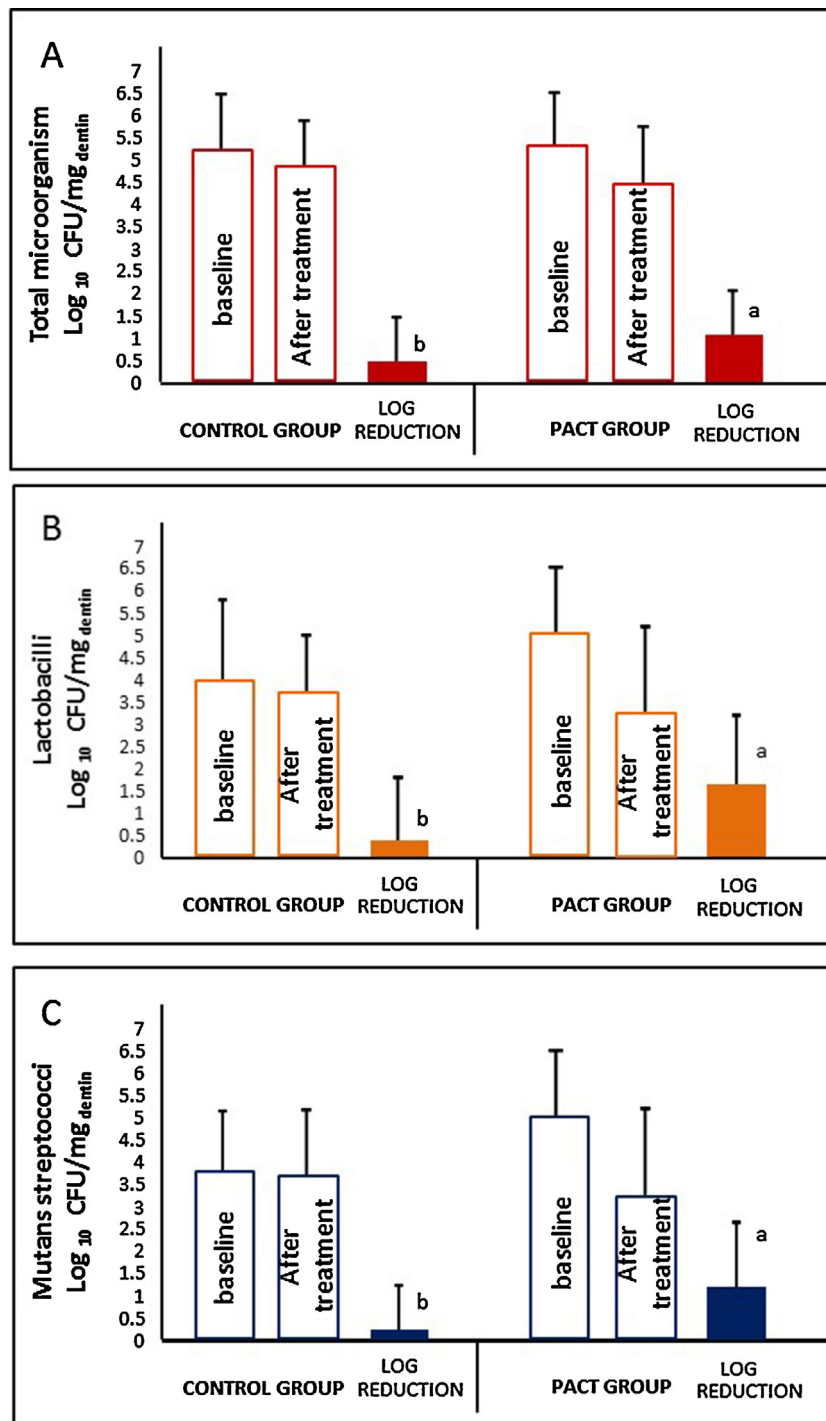 A
Total microorganism
Log 10 CFU/mg dentin
7
6.5
6
5.5
5
4.5
4
3.5
3
2.5
2
1.5
1
0.5
0
baseline
After treatment
b
baseline
After treatment
a
CONTROL GROUP
LOG
REDUCTION
PACT GROUP
LOG
REDUCTION
B
Lactobacilli
Log 10 CFU/mg dentin
7
6.5
6
5.5
5
4.5
4
3.5
3
2.5
2
1.5
1
0.5
0
baseline
After
treatment
b
baseline
After
treatment
a
CONTROL GROUP
LOG
REDUCTION
PACT GROUP
LOG
REDUCTION
C
Mutans streptococci
Log 10 CFU/mg dentin
7
6.5
6
5.5
5
4.5
4
3.5
3
2.5
2
1.5
1
0.5
0
baseline
After
treatment
b
baseline
After
treatment
a
CONTROL GROUP
LOG
REDUCTION
PACT GROUP
LOG
REDUCTION